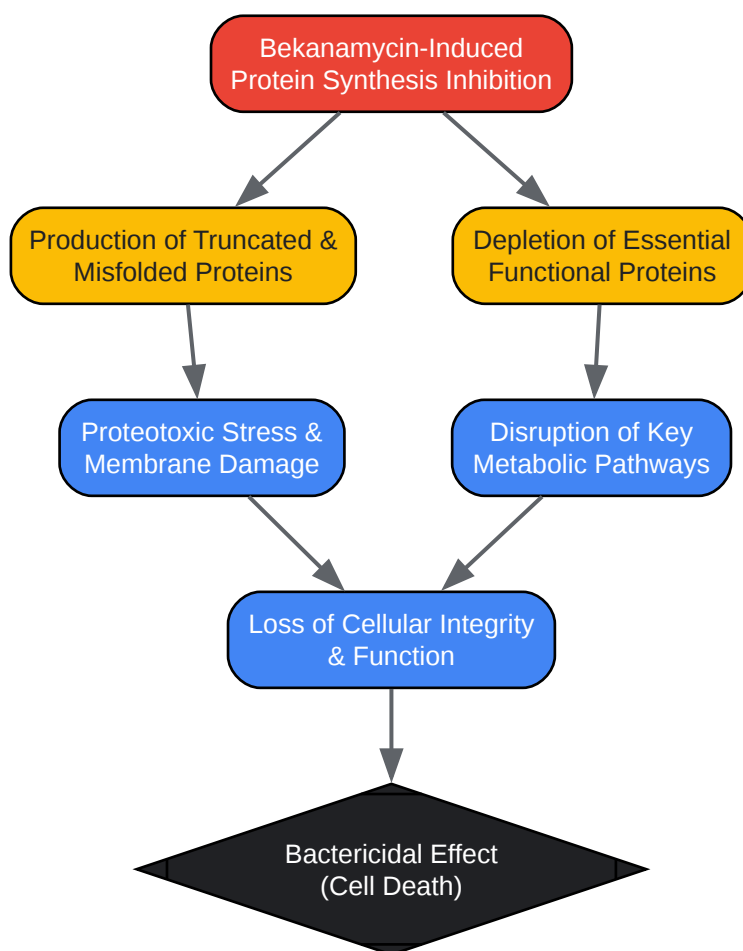 Bekanamycin-Induced
Protein Synthesis Inhibition
Production of Truncated &
Misfolded Proteins
Depletion of Essential
Functional Proteins
Proteotoxic Stress &
Membrane Damage
Disruption of Key
Metabolic Pathways
Loss of Cellular Integrity
& Function
Bactericidal Effect
(Cell Death)